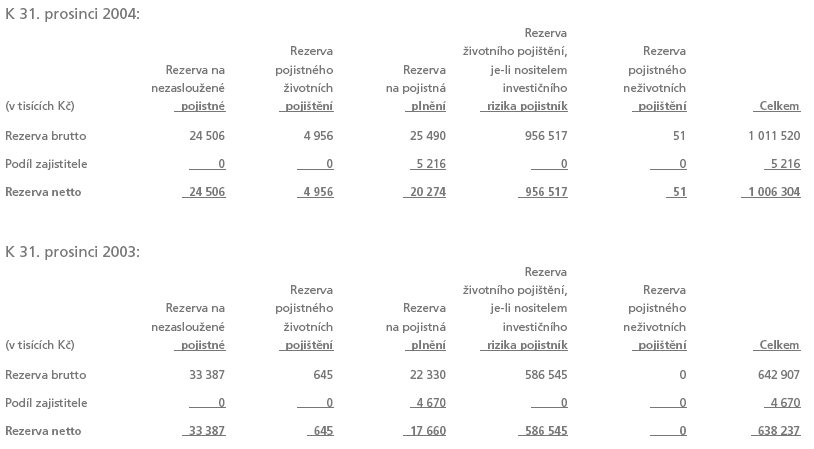 K 31. prosinci 2004:
Rezerva
Rezerva životního pojištění, Rezerva
Rezerva na pojistného Rezerva je-li nositelem pojistného
nezasloužené životních na pojistná investičního neživotních
(v tisících Kč) pojistné pojištění plnění rizika pojistník pojištění Celkem
Rezerva brutto 24 506 4 956 25 490 956 517 51 1 011 520
Podíl zajistitele 0 0 5 216 0 0 5 216
Rezerva netto 24 506 4 956 20 274 956 517 51 1 006 304
K 31. prosinci 2003:
Rezerva
Rezerva životního pojištění, Rezerva
Rezerva na pojistného Rezerva je-li nositelem pojistného
nezasloužené životních na pojistná investičního neživotních
(v tisících Kč) pojistné pojištění plnění rizika pojistník pojištění Celkem
Rezerva brutto 33 387 645 22 330 586 545 0 642 907
Podíl zajistitele 0 0 4 670 0 0 4 670
Rezerva netto 33 387 645 17 660 586 545 0 638 237